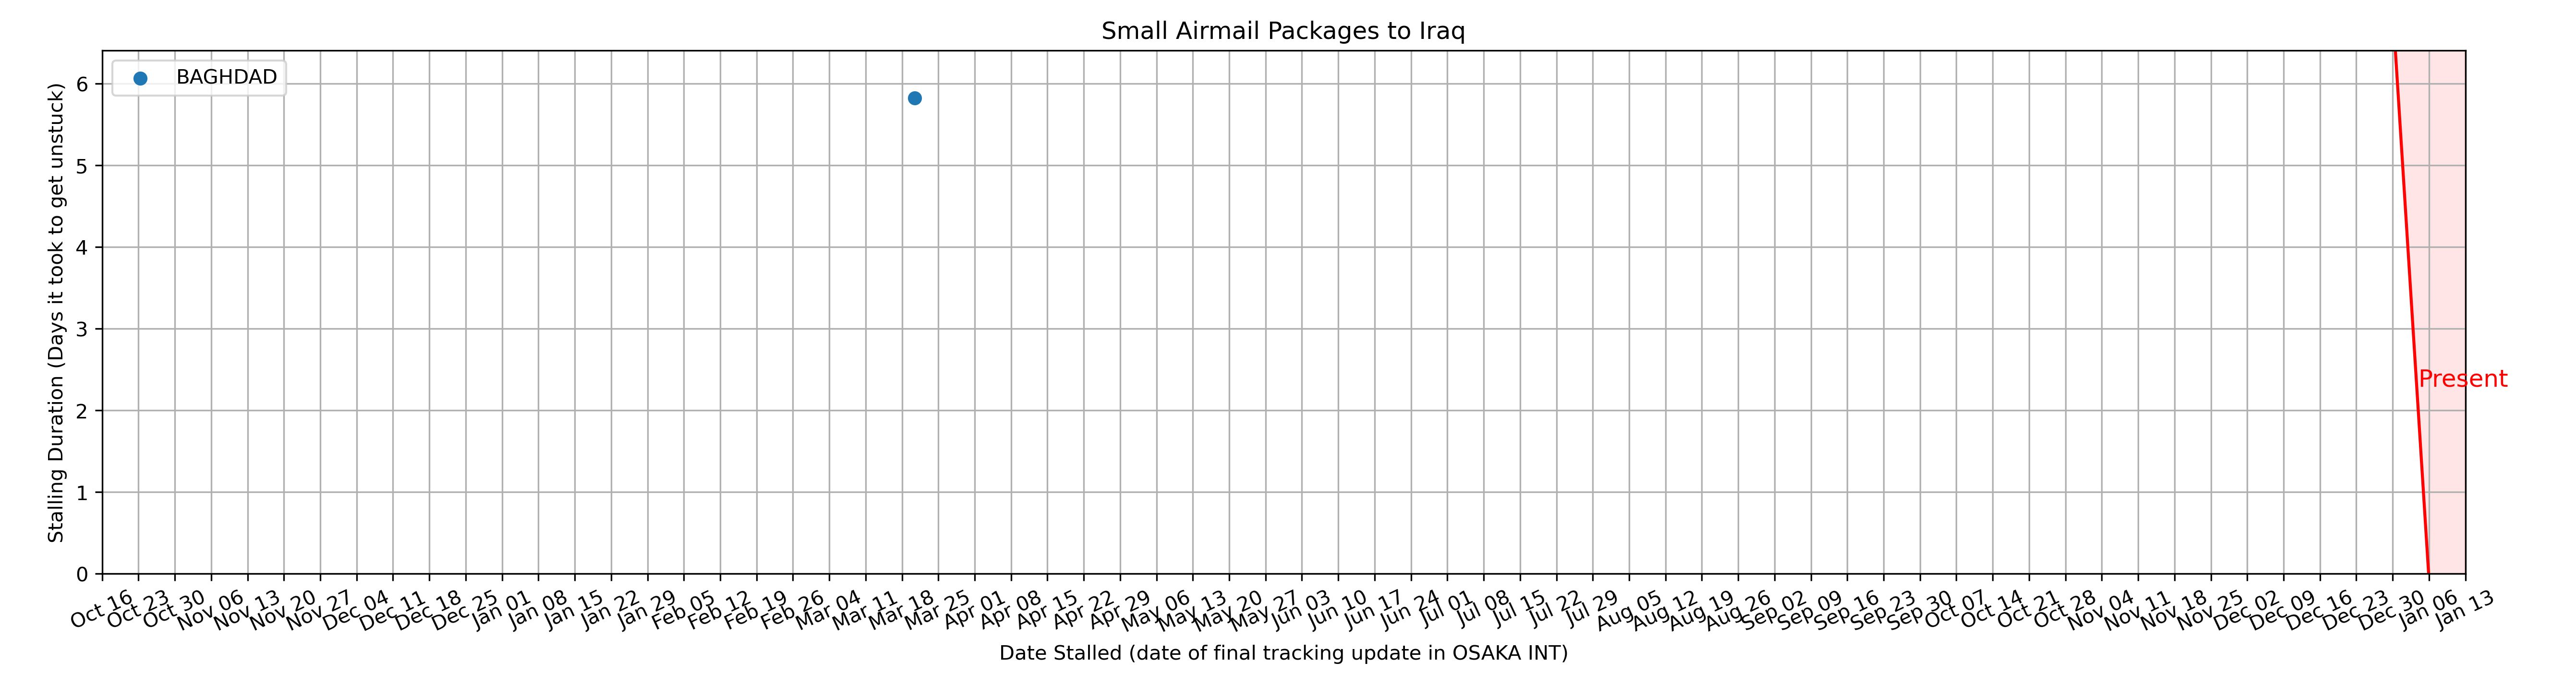 Small Airmail Packages to Iraq
BAGHDAD
Stalling Duration (Days it took to get unstuck)
6
5
4
3
2
1
0
Present
Oct 16 Oct 23 Oct 30 Nov 06 Nov 13 Nov 20 Nov 27 Dec 04 Dec 11 Dec 18 Dec 25 Jan 01 Jan 08 Jan 15 Jan 22 Jan 29 Feb 05 Feb 12 Feb 19 Feb 26 Mar 04 Mar 11 Mar 18 Mar 25 Apr 01 Apr 08 Apr 15 Apr 22 Apr 29 May 06 May 13 May 20 May 27 Jun 03 Jun 10 Jun 17 Jun 24 Jul 01 Jul 08 Jul 15 Jul 22 Jul 29 Aug 05 Aug 12 Aug 19 Aug 26 Sep 02 Sep 09 Sep 16 Sep 23 Sep 30 Oct 07 Oct 14 Oct 21 Oct 28 Nov 04 Nov 11 Nov 18 Nov 25 Dec 02 Dec 09 Dec 16 Dec 23 Dec 30 Jan 06 Jan 13
Date Stalled (date of final tracking update in OSAKA INT)